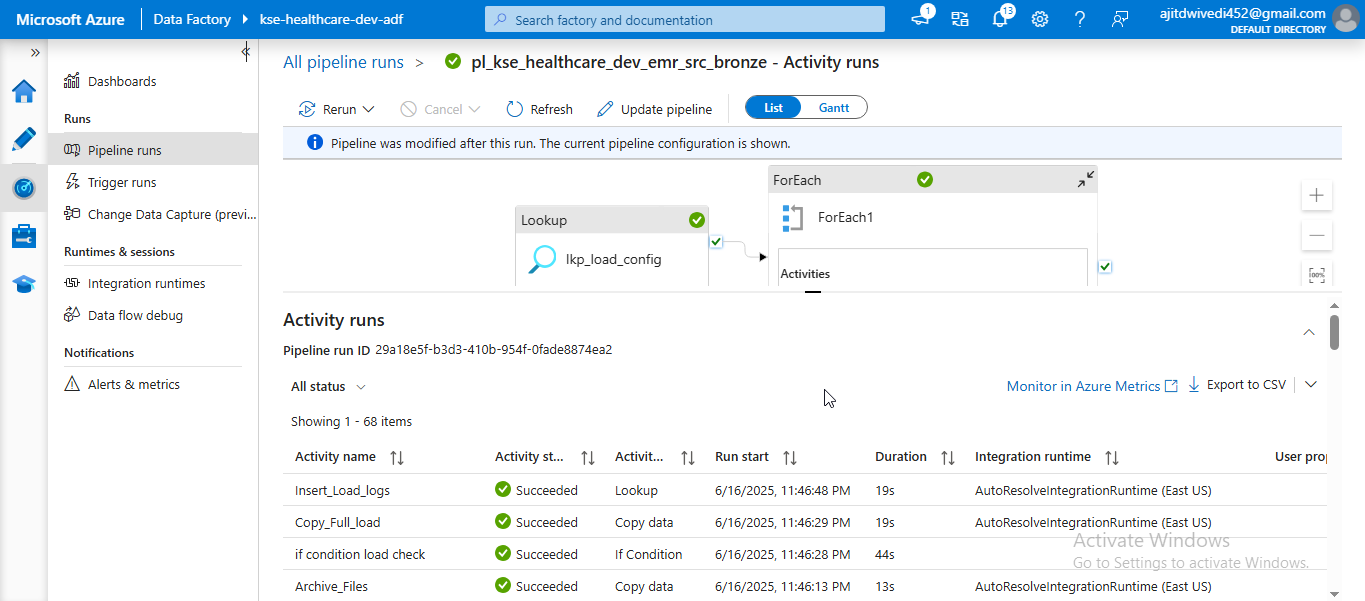 Microsoft Azure
Data Factory
kse-healthcare-dev-adf
Search factory and documentation
1
13
ajitdwivedi452@gmail.com
DEFAULT DIRECTORY
Dashboards
Runs
Pipeline runs
Trigger runs
Change Data Capture (previ...
Runtimes & sessions
Integration runtimes
Data flow debug
Notifications
Alerts & metrics
All pipeline runs > pl_kse_healthcare_dev_emr_src_bronze - Activity runs
Rerun Cancel Refresh Update pipeline List Gantt
Pipeline was modified after this run. The current pipeline configuration is shown.
Lookup
lkp_load_config
ForEach
ForEach1
Activities
100%
Activity runs
Pipeline run ID 29a18e5f-b3d3-410b-954f-0fade8874ea2
All status
Monitor in Azure Metrics Export to CSV
Showing 1 - 68 items
Activity name Activity st... Activit... Run start Duration Integration runtime User prop
Insert_Load_logs Succeeded Lookup 6/16/2025, 11:46:48 PM 19s AutoResolveIntegrationRuntime (East US)
Copy_Full_load Succeeded Copy data 6/16/2025, 11:46:29 PM 19s AutoResolveIntegrationRuntime (East US)
if condition load check Succeeded If Condition 6/16/2025, 11:46:28 PM 44s
Archive_Files Succeeded Copy data 6/16/2025, 11:46:13 PM 13s AutoResolveIntegrationRuntime (East US)
Activate Windows
Go to Settings to activate Windows.